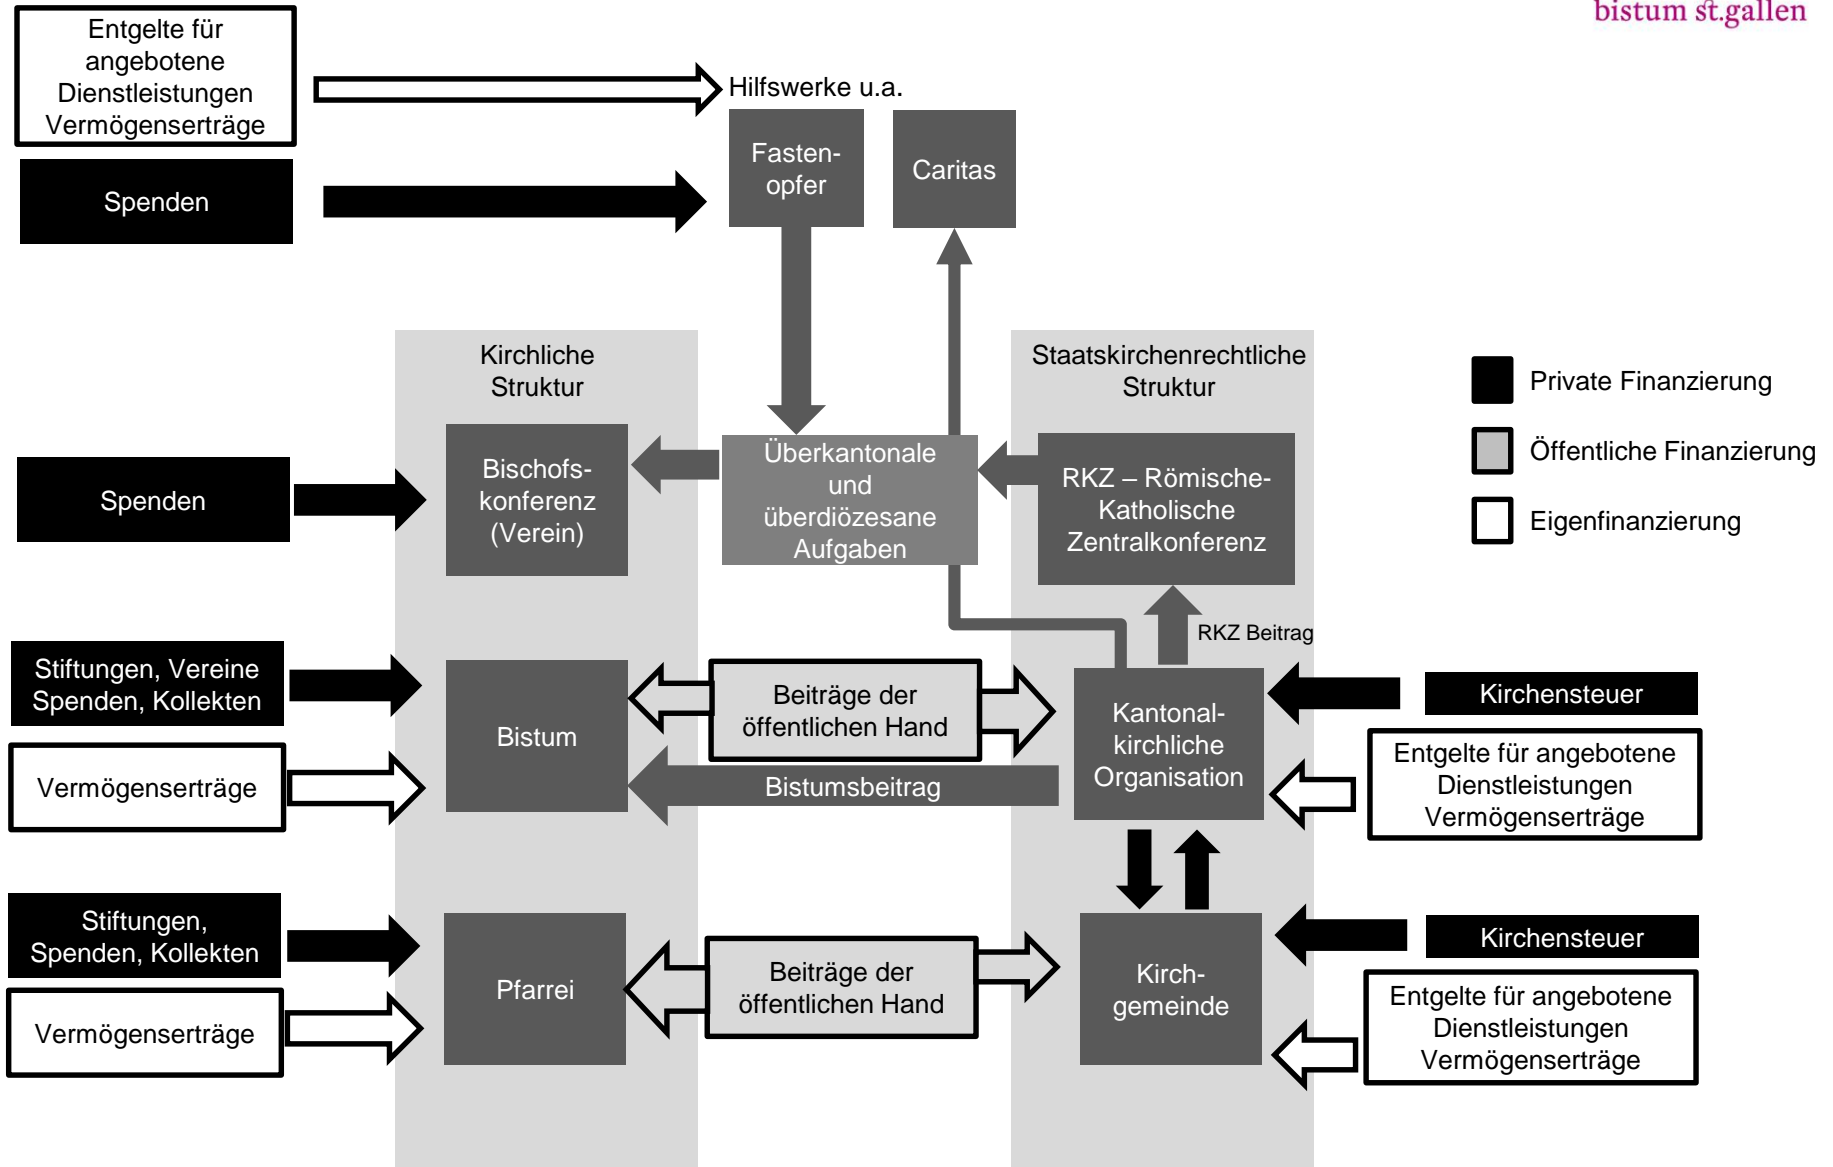 bistum st.gallen
Entgelte für
angebotene
Dienstleistungen
Vermögenserträge
Hilfswerke u.a.
Fasten-
opfer
Caritas
Spenden
Kirchliche
Struktur
Staatskirchenrechtliche
Struktur
Private Finanzierung
Öffentliche Finanzierung
Eigenfinanzierung
Spenden
Bischofs-
konferenz
(Verein)
Überkantonale
und
überdiözesane
Aufgaben
RKZ – Römische-
Katholische
Zentralkonferenz
RKZ Beitrag
Stiftungen, Vereine
Spenden, Kollekten
Vermögenserträge
Bistum
Beiträge der
öffentlichen Hand
Bistumsbeitrag
Kantonal-
kirchliche
Organisation
Kirchensteuer
Entgelte für angebotene
Dienstleistungen
Vermögenserträge
Stiftungen,
Spenden, Kollekten
Vermögenserträge
Pfarrei
Beiträge der
öffentlichen Hand
Kirch-
gemeinde
Kirchensteuer
Entgelte für angebotene
Dienstleistungen
Vermögenserträge